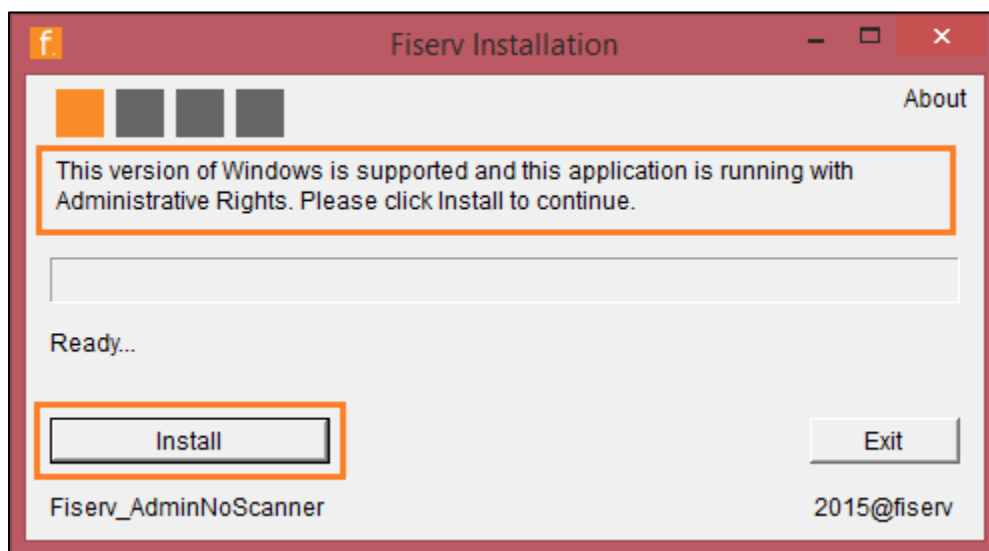 f.
Fiserv Installation
About
This version of Windows is supported and this application is running with
Administrative Rights. Please click Install to continue.
Ready...
Install
Exit
Fiserv_AdminNoScanner
2015@fiserv